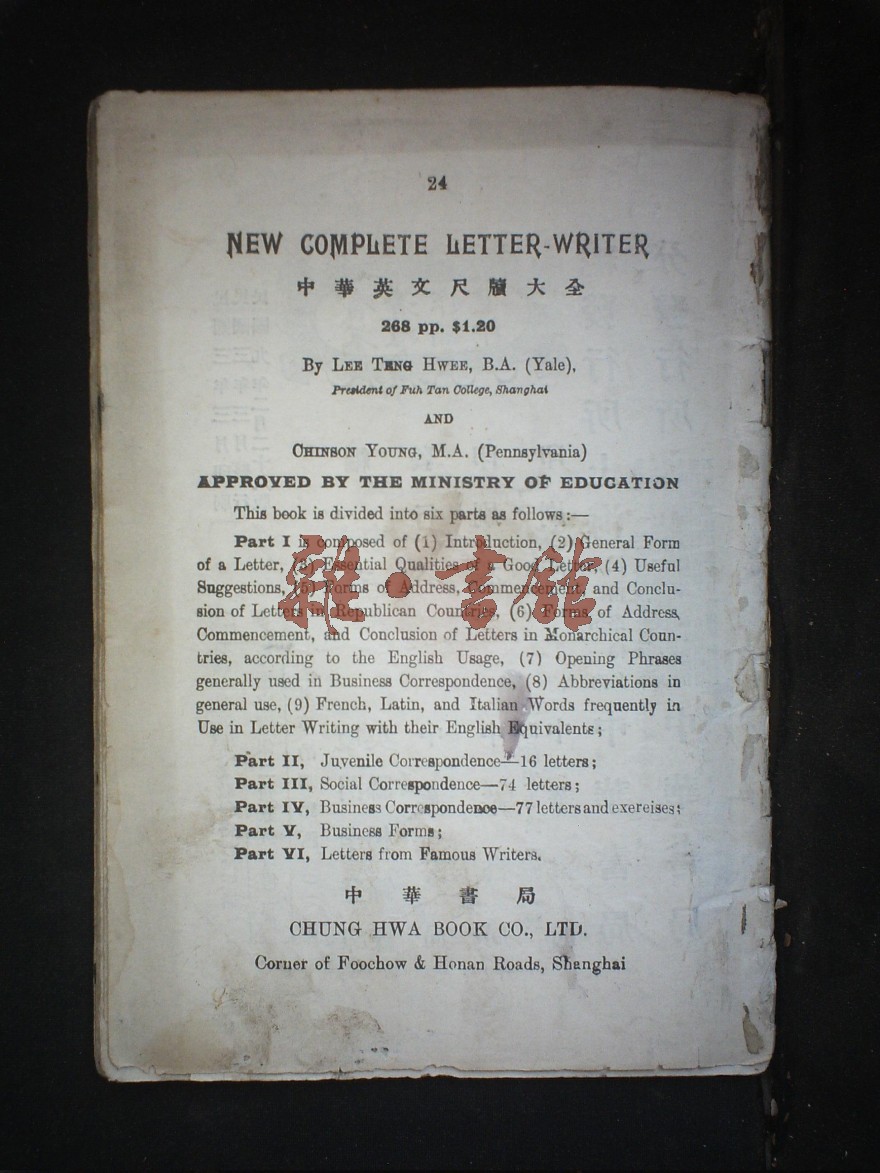 24
NEW COMPLETE LETTER-WRITER
中華英文尺牘大全
268 pp. $1.20
By LEE TENG HWEE, B.A. (Yale),
President of Fuh Tan College, Shanghai
AND
CHINSON YOUNG, M.A. (Pennsylvania)
APPROVED BY THE MINISTRY OF EDUCATION
This book is divided into six parts as follows:—
Part I is composed of (1) Introduction, (2) General Form
of a Letter, (3) Essential Qualities of a Good Letter, (4) Useful
Suggestions, (5) Forms of Address, Commencement, and Conclu-
sion of Letters in Republican Countries, (6) Forms of Address,
Commencement, and Conclusion of Letters in Monarchical Coun-
tries, according to the English Usage, (7) Opening Phrases
generally used in Business Correspondence, (8) Abbreviations in
general use, (9) French, Latin, and Italian Words frequently in
Use in Letter Writing with their English Equivalents;
Part II, Juvenile Correspondence—16 letters;
Part III, Social Correspondence—74 letters;
Part IV, Business Correspondence—77 letters and exereises;
Part V, Business Forms;
Part VI, Letters from Famous Writers.
中華書局
CHUNG HWA BOOK CO., LTD.
Corner of Foochow & Honan Roads, Shanghai
雜·書館